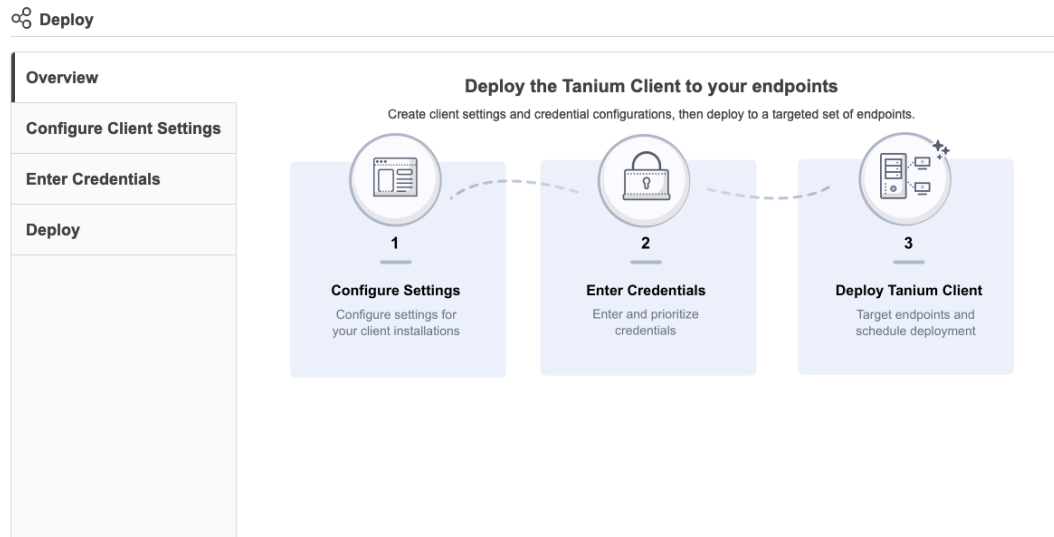 Deploy
Overview
Configure Client Settings
Enter Credentials
Deploy
Deploy the Tanium Client to your endpoints
Create client settings and credential configurations, then deploy to a targeted set of endpoints.
1
Configure Settings
Configure settings for
your client installations
2
Enter Credentials
Enter and prioritize
credentials
3
Deploy Tanium Client
Target endpoints and
schedule deployment